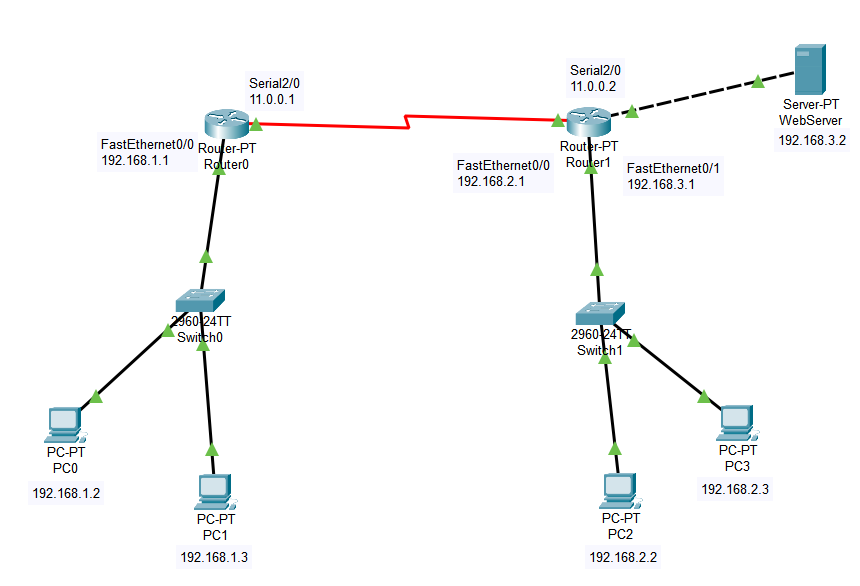 Serial2/0
11.0.0.1
Serial2/0
11.0.0.2
Server-PT
WebServer
192.168.3.2
FastEthernet0/0
192.168.1.1
Router-PT
Router0
Router-PT
Router1
FastEthernet0/0
192.168.2.1
FastEthernet0/1
192.168.3.1
2960-24TT
Switch0
2960-24TT
Switch1
PC-PT
PC0
192.168.1.2
PC-PT
PC1
192.168.1.3
PC-PT
PC2
192.168.2.2
PC-PT
PC3
192.168.2.3